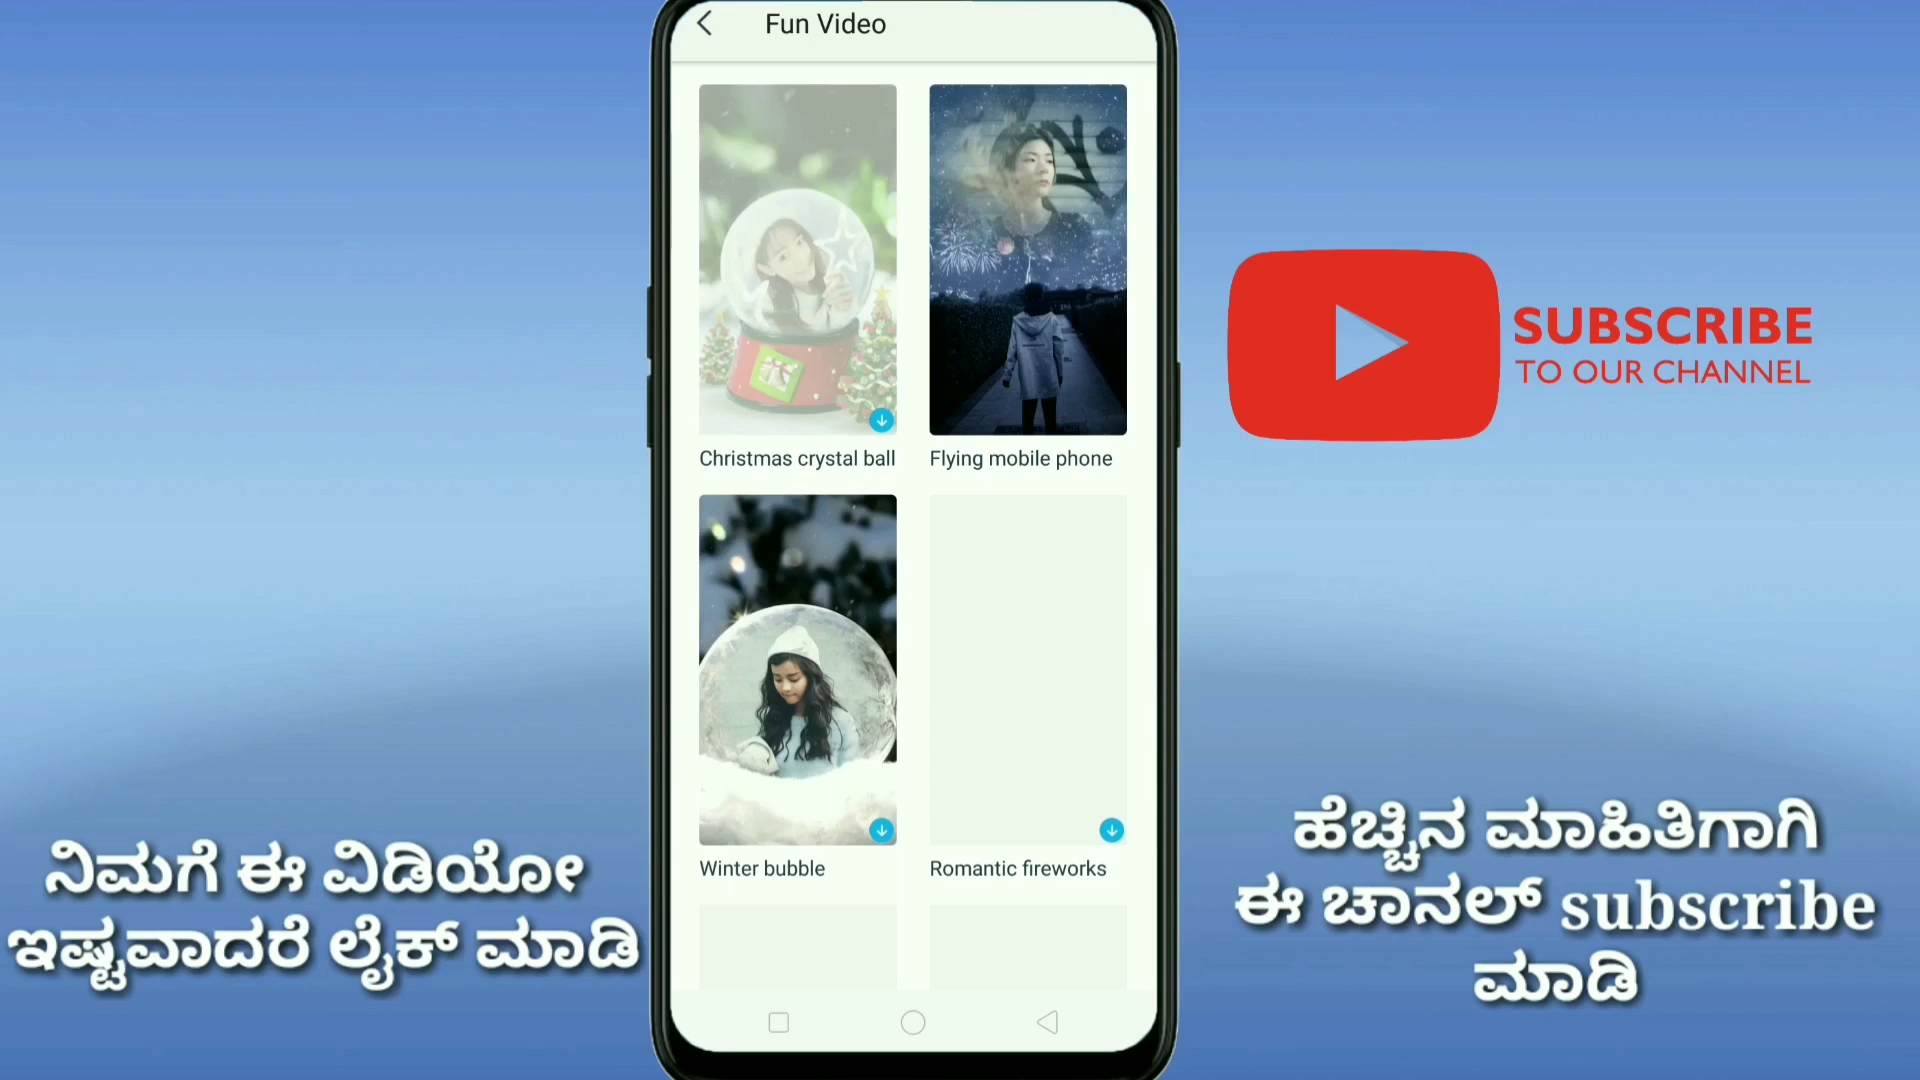 Fun Video
Christmas crystal ball
Flying mobile phone
Winter bubble
Romantic fireworks
SUBSCRIBE
TO OUR CHANNEL
ನಿಮಗೆ ಈ ವಿಡಿಯೋ
ಇಷ್ಟವಾದರೆ ಲೈಕ್ ಮಾಡಿ
ಹೆಚ್ಚಿನ ಮಾಹಿತಿಗಾಗಿ
ಈ ಚಾನಲ್ subscribe
ಮಾಡಿ